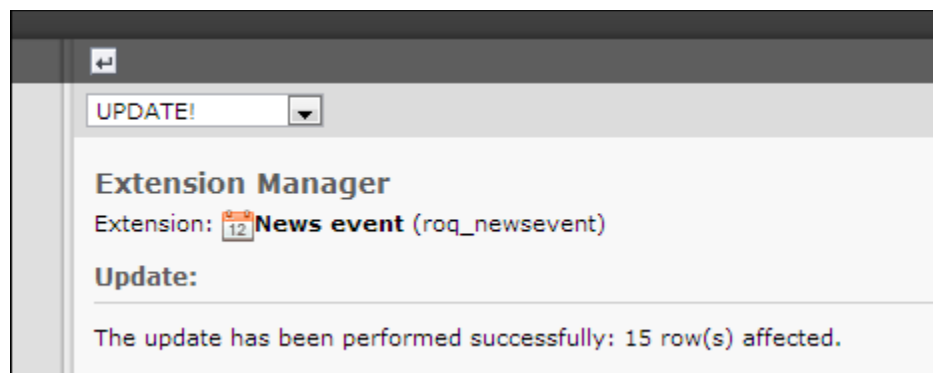 UPDATE!
Extension Manager
Extension: 12 News event (roq_newsevent)
Update:
The update has been performed successfully: 15 row(s) affected.